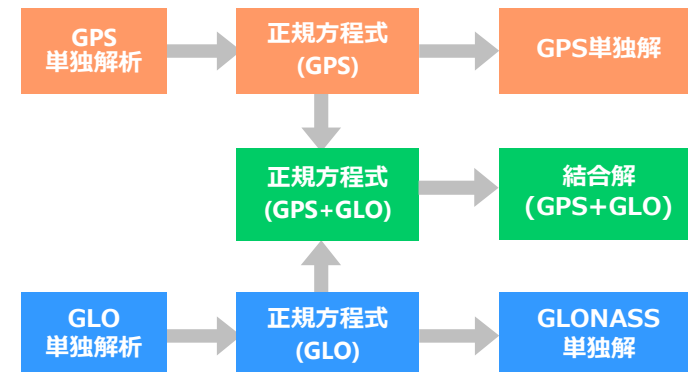 GPS
単独解析
正規方程式
(GPS)
GPS単独解
正規方程式
(GPS+GLO)
結合解
(GPS+GLO)
GLO
単独解析
正規方程式
(GLO)
GLONASS
単独解